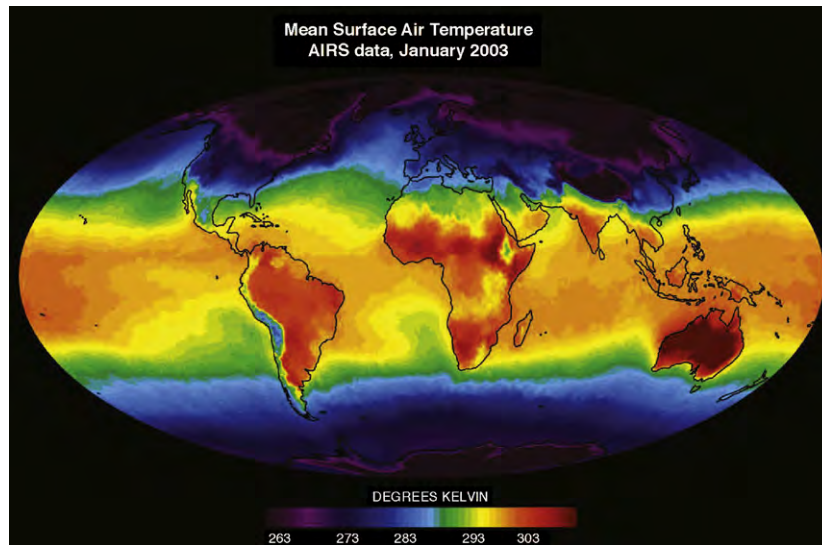 Mean Surface Air Temperature
AIRS data, January 2003
DEGREES KELVIN
263 273 283 293 303